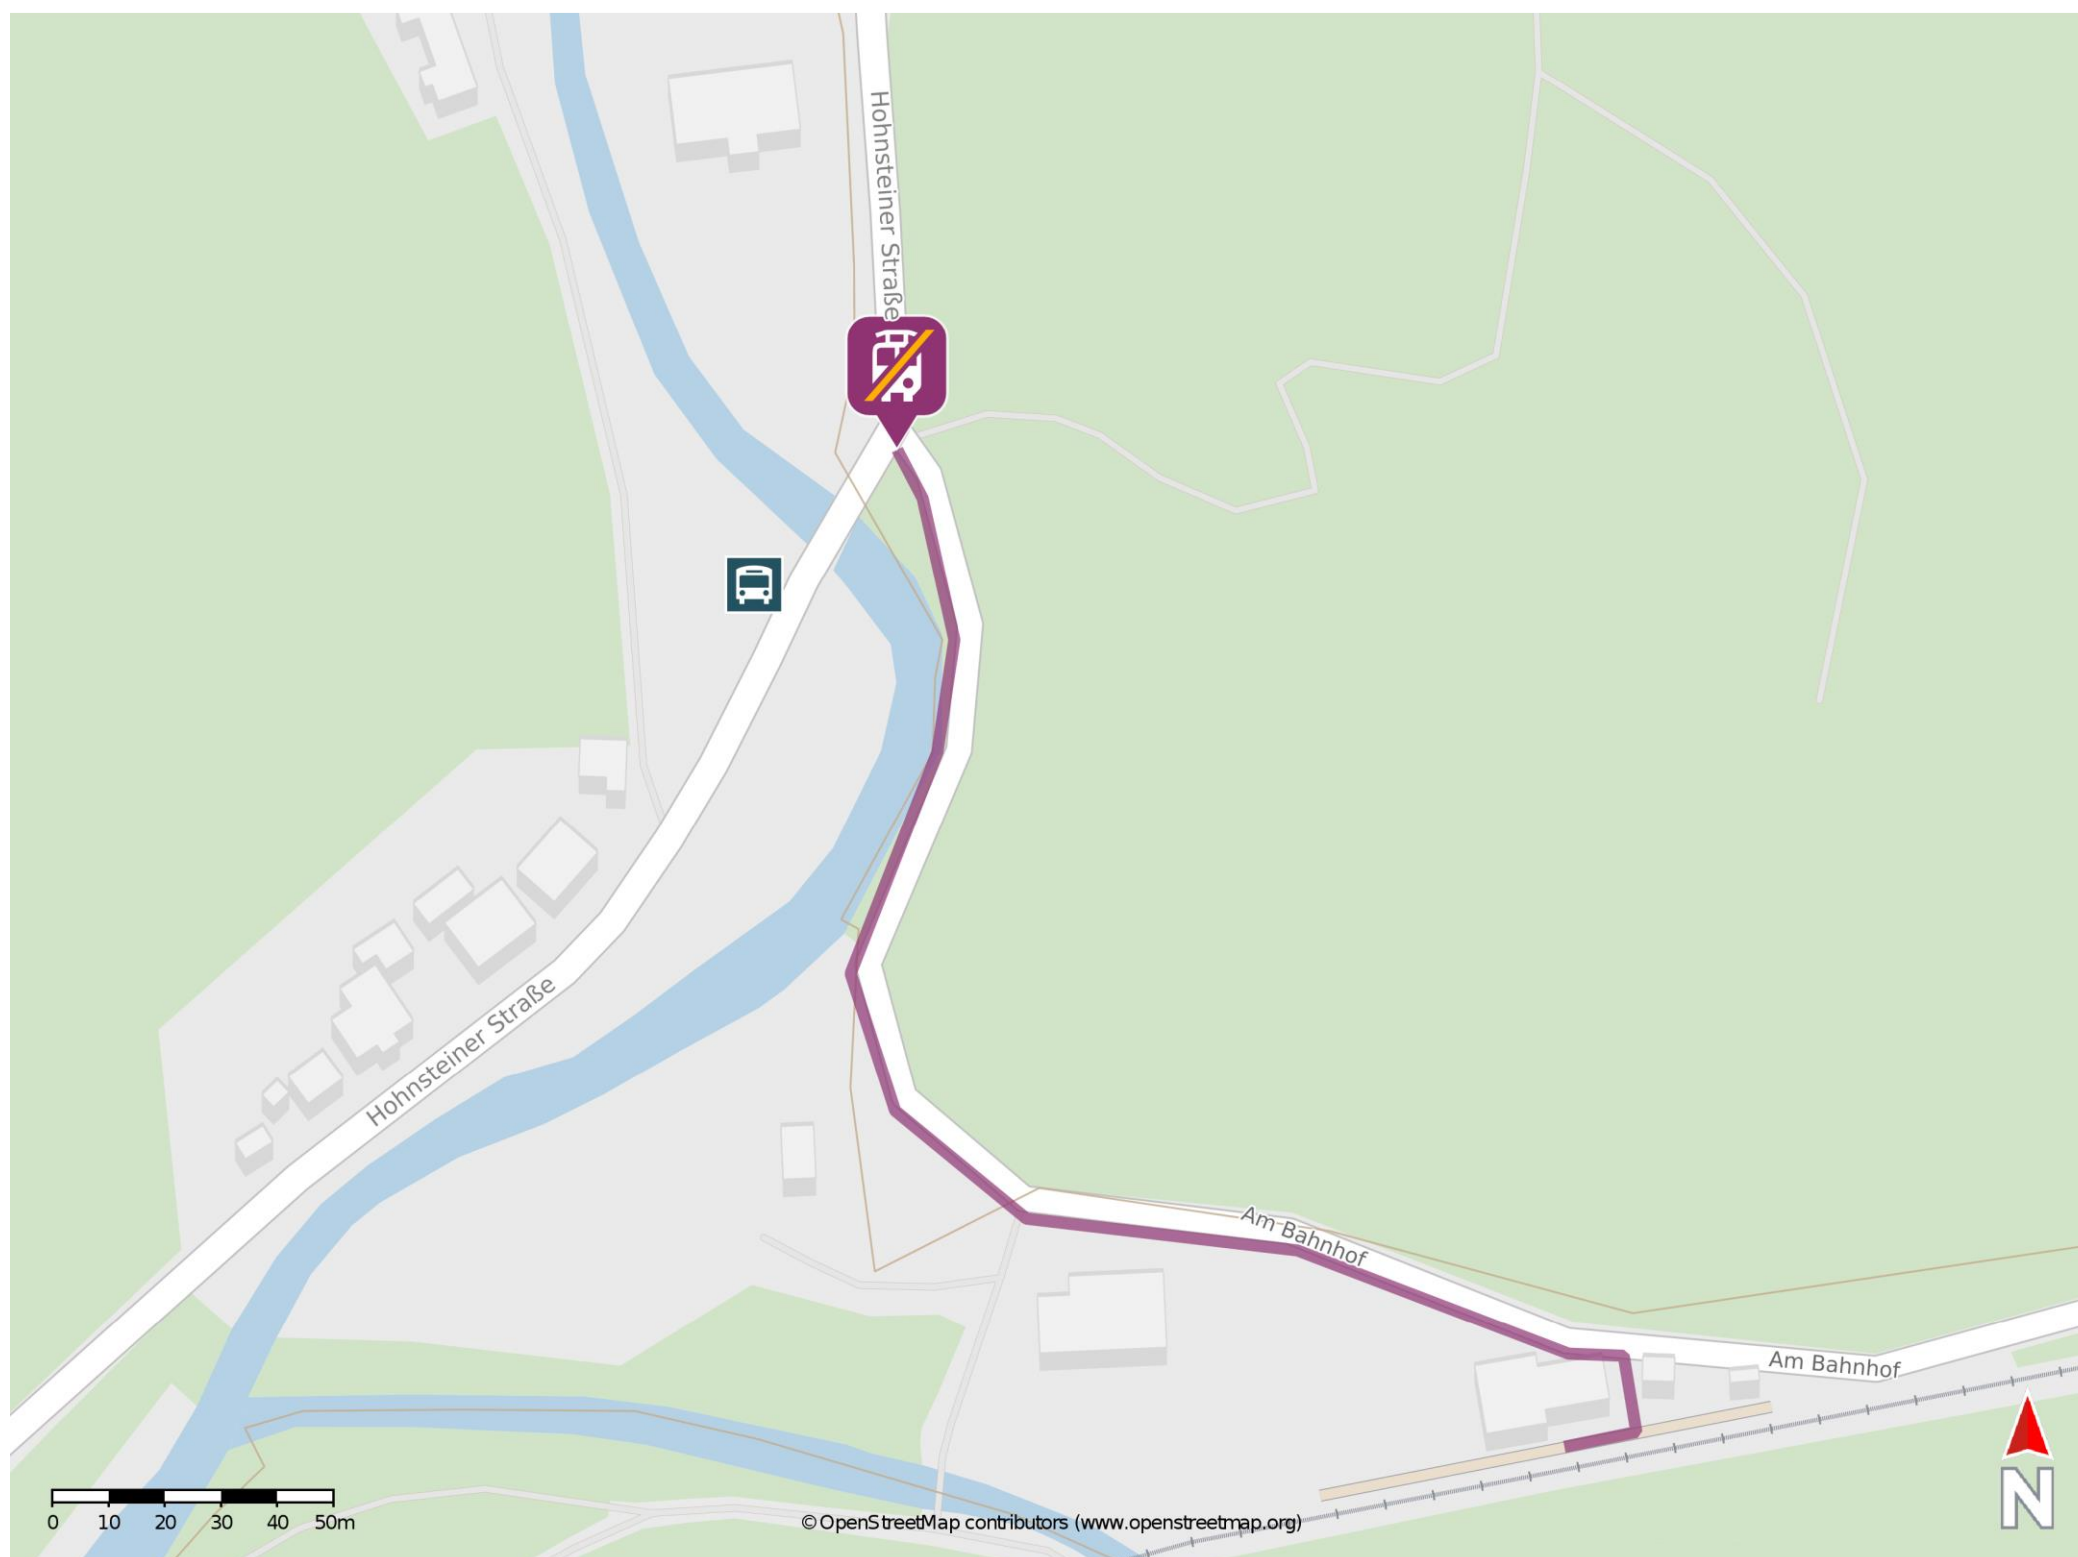 Hohnsteiner Straße
Hohnsteiner Straße
Am Bahnhof
Am Bahnhof
0 10 20 30 40 50m
© OpenStreetMap contributors (www.openstreetmap.org)
N